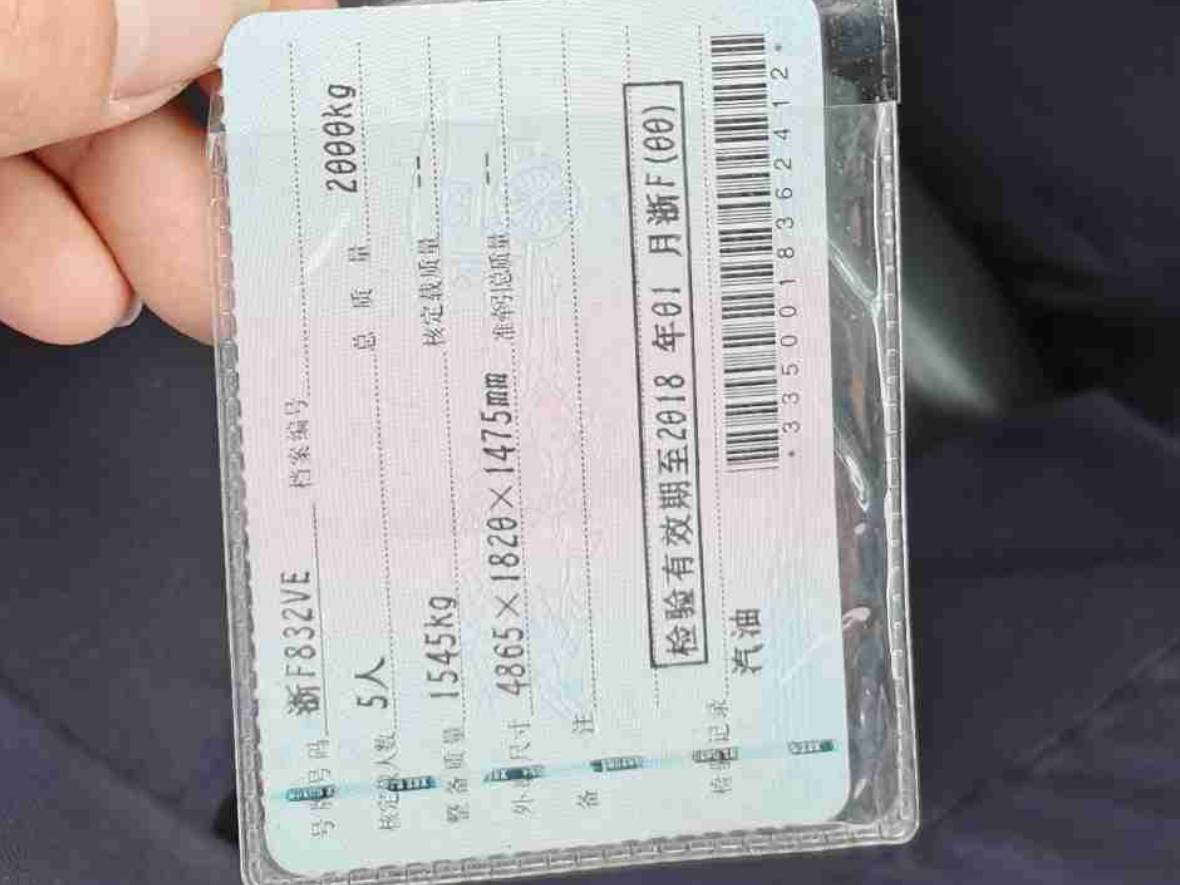 号牌号码 浙F832VE 档案编号
核定载人数 5人 总质量 2000kg
整备质量 1545kg 核定载质量 --
外廓尺寸 4865×1820×1475mm 准牵引总质量 --
备注
检验有效期至2018年01月浙F(00)
检验记录
汽油 *3350018362412*